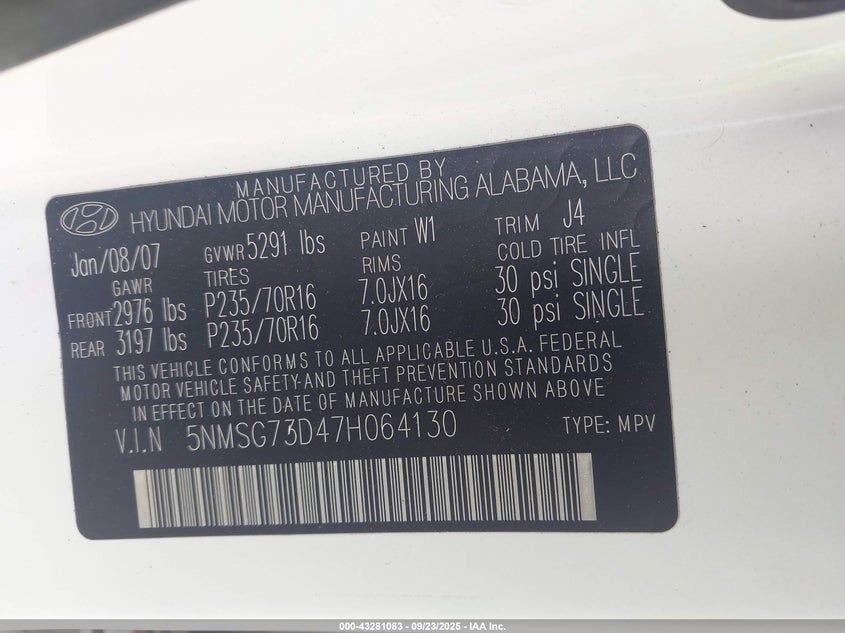 MANUFACTURED BY
HYUNDAI MOTOR MANUFACTURING ALABAMA, LLC
Jan/08/07 GVWR 5291 lbs PAINT W1 TRIM J4
GAWR TIRES RIMS COLD TIRE INFL
FRONT 2976 lbs P235/70R16 7.0JX16 30 psi SINGLE
REAR 3197 lbs P235/70R16 7.0JX16 30 psi SINGLE
THIS VEHICLE CONFORMS TO ALL APPLICABLE U.S.A. FEDERAL
MOTOR VEHICLE SAFETY-AND THEFT PREVENTION STANDARDS
IN EFFECT ON THE DATE OF MANUFACTURE SHOWN ABOVE
V.I.N 5NMSG73D47H064130 TYPE: MPV
000-43281083 - 09/23/2025 - IAA Inc.